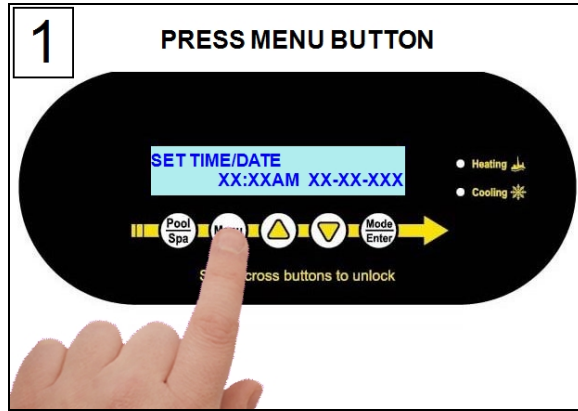 1
PRESS MENU BUTTON
SET TIME/DATE
XX:XXAM XX-XX-XXX
Heating
Cooling
Pool
Spa
Mode
Enter
cross buttons to unlock